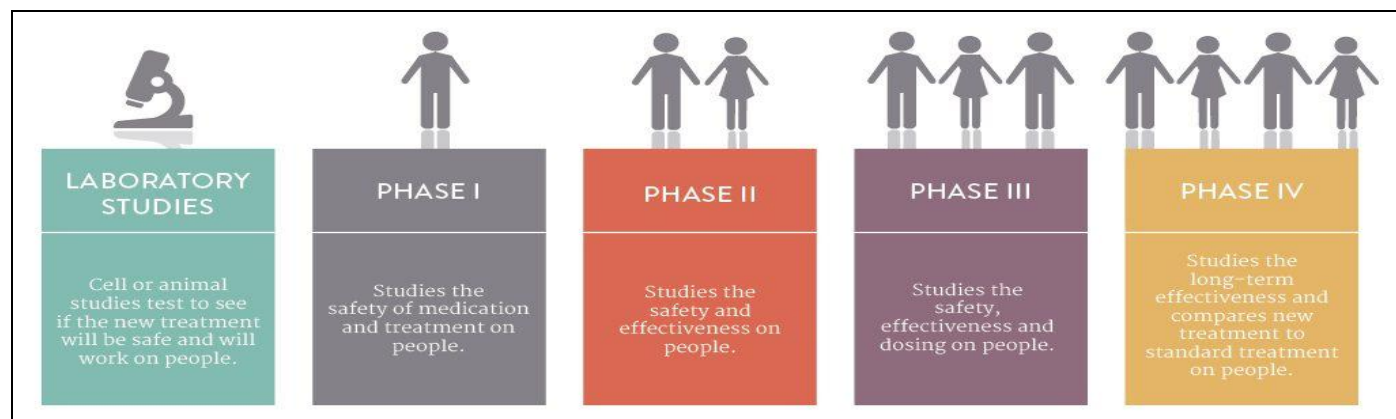 LABORATORY
STUDIES
Cell or animal
studies test to see
if the new treatment
will be safe and will
work on people.
PHASE I
Studies the
safety of medication
and treatment on
people.
PHASE II
Studies the
safety and
effectiveness on
people.
PHASE III
Studies the
safety,
effectiveness and
dosing on people.
PHASE IV
Studies the
long-term
effectiveness and
compares new
treatment to
standard treatment
on people.